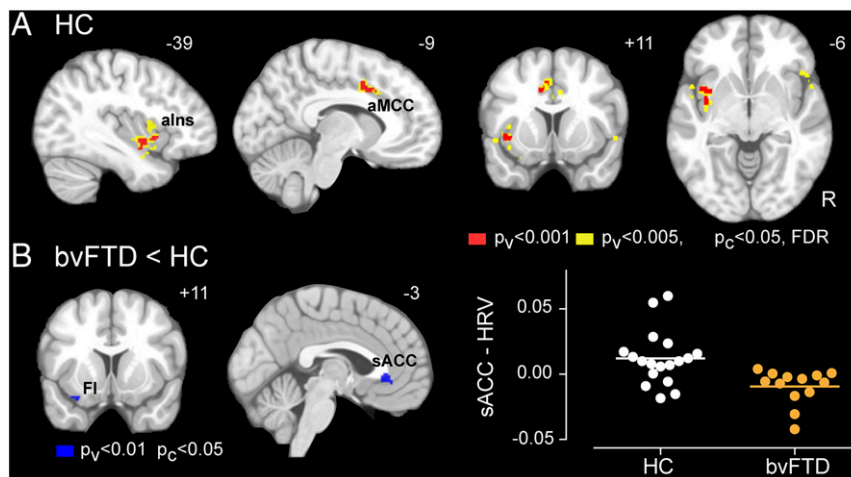 A HC
-39
-9
+11
-6
aIns
aMCC
R
pv<0.001 pv<0.005, pc<0.05, FDR
B bvFTD < HC
+11
-3
FI
sACC
pv<0.01 pc<0.05
sACC - HRV
0.05
0.00
-0.05
HC
bvFTD